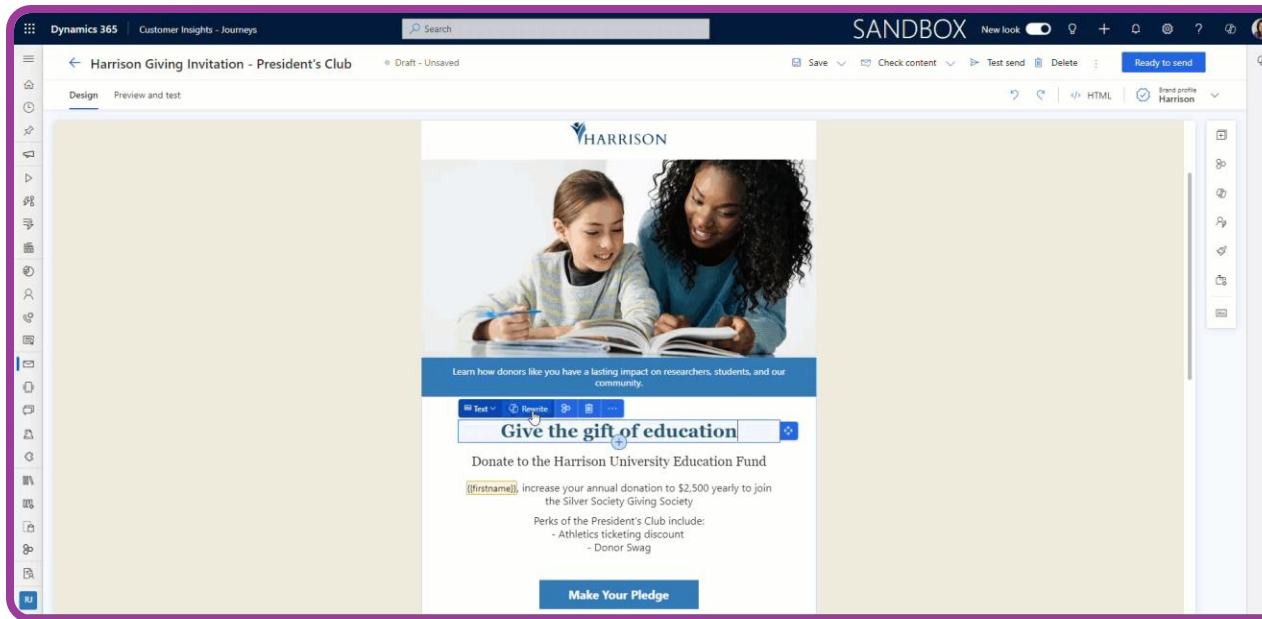 Dynamics 365 Customer Insights - Journeys Search SANDBOX New look
Harrison Giving Invitation - President's Club Draft - Unsaved Save Check content Test send Delete Ready to send
Design Preview and test HTML Brand profile
Harrison
HARRISON
Learn how donors like you have a lasting impact on researchers, students, and our
community.
Text Rewrite
Give the gift of education
Donate to the Harrison University Education Fund
{{firstname}}, increase your annual donation to $2,500 yearly to join
the Silver Society Giving Society
Perks of the President's Club include:
- Athletics ticketing discount
- Donor Swag
Make Your Pledge